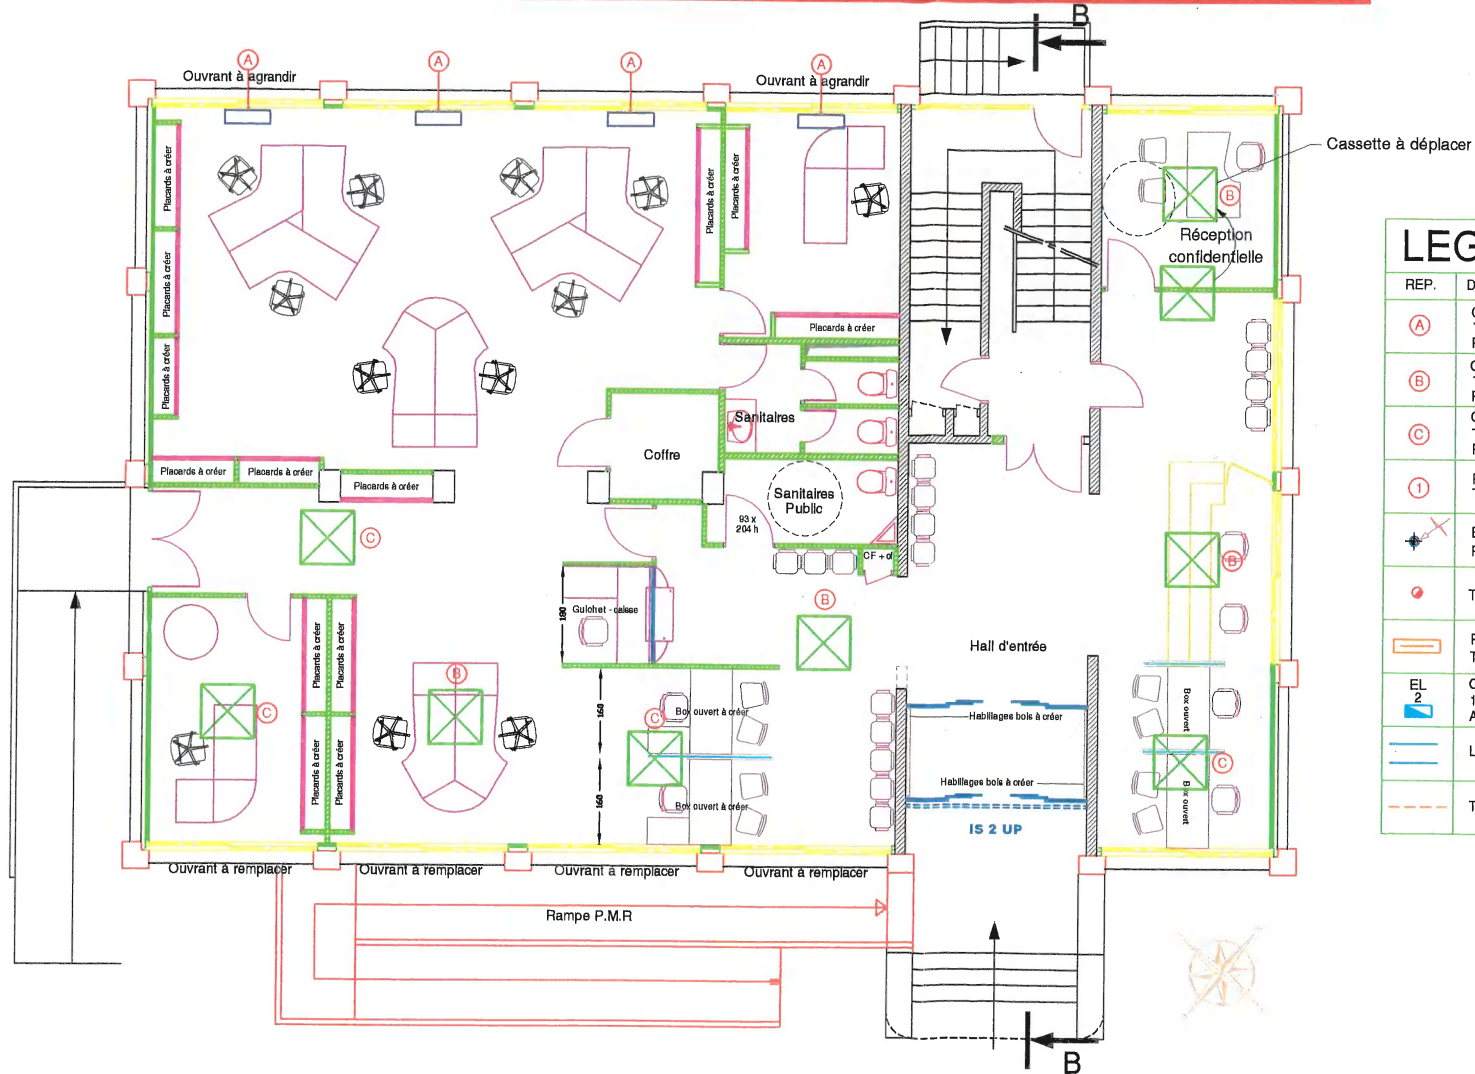 B
A
A
A
A
Ouvrant à agrandir
Ouvrant à agrandir
Cassette à déplacer
Placards à créer
Placards à créer
Placards à créer
Placards à créer
Placards à créer
B
Réception
confidentielle
LEG
REP.
D
A
B
C
1
T
EL
2
L
T
Placards à créer
Sanitaires
Coffre
Placards à créer
Placards à créer
Placards à créer
Sanitaires
Public
93 x
204 h
C
CF + el
B
Guichet - caisse
180
B
Hall d'entrée
Placards à créer
Placards à créer
Placards à créer
Placards à créer
C
B
160
C
Box ouvert à créer
160
Box ouvert à créer
Habillages bois à créer
Habillages bois à créer
IS 2 UP
Box ouvert
C
Box ouvert
Ouvrant à remplacer
Ouvrant à remplacer
Ouvrant à remplacer
Ouvrant à remplacer
Rampe P.M.R
B